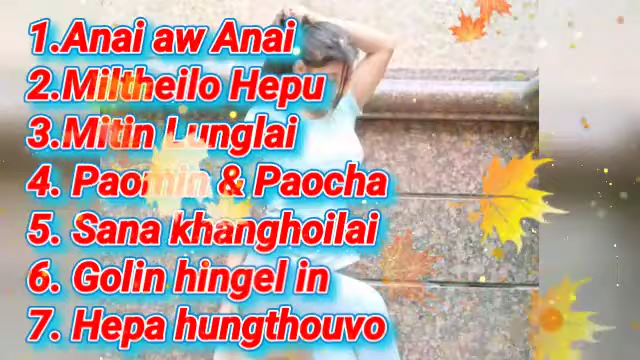 1.Anai aw Anai
2.Miltheilo Hepu
3.Mitin Lunglai
4. Paomin & Paocha
5. Sana khanghoilai
6. Golin hingel in
7. Hepa hungthouvo